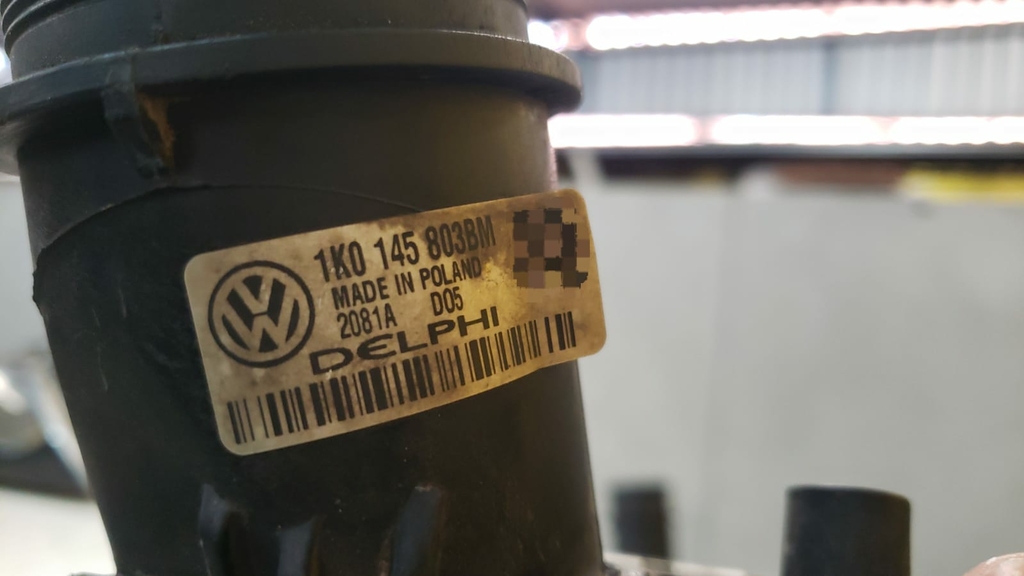 1K0 145 803BM
MADE IN POLAND
2081A D05
DELPHI